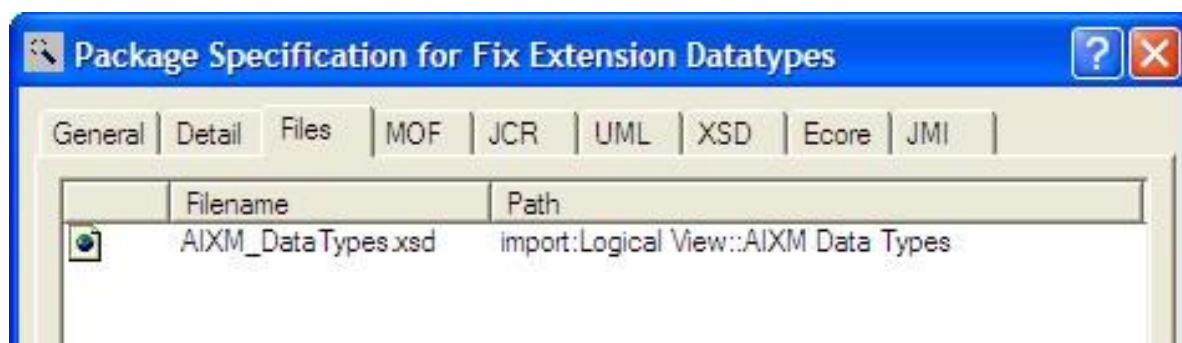 Package Specification for Fix Extension Datatypes ?
General Detail Files MOF JCR UML XSD Ecore JMI
Filename Path
AIXM_DataTypes.xsd import:Logical View::AIXM Data Types